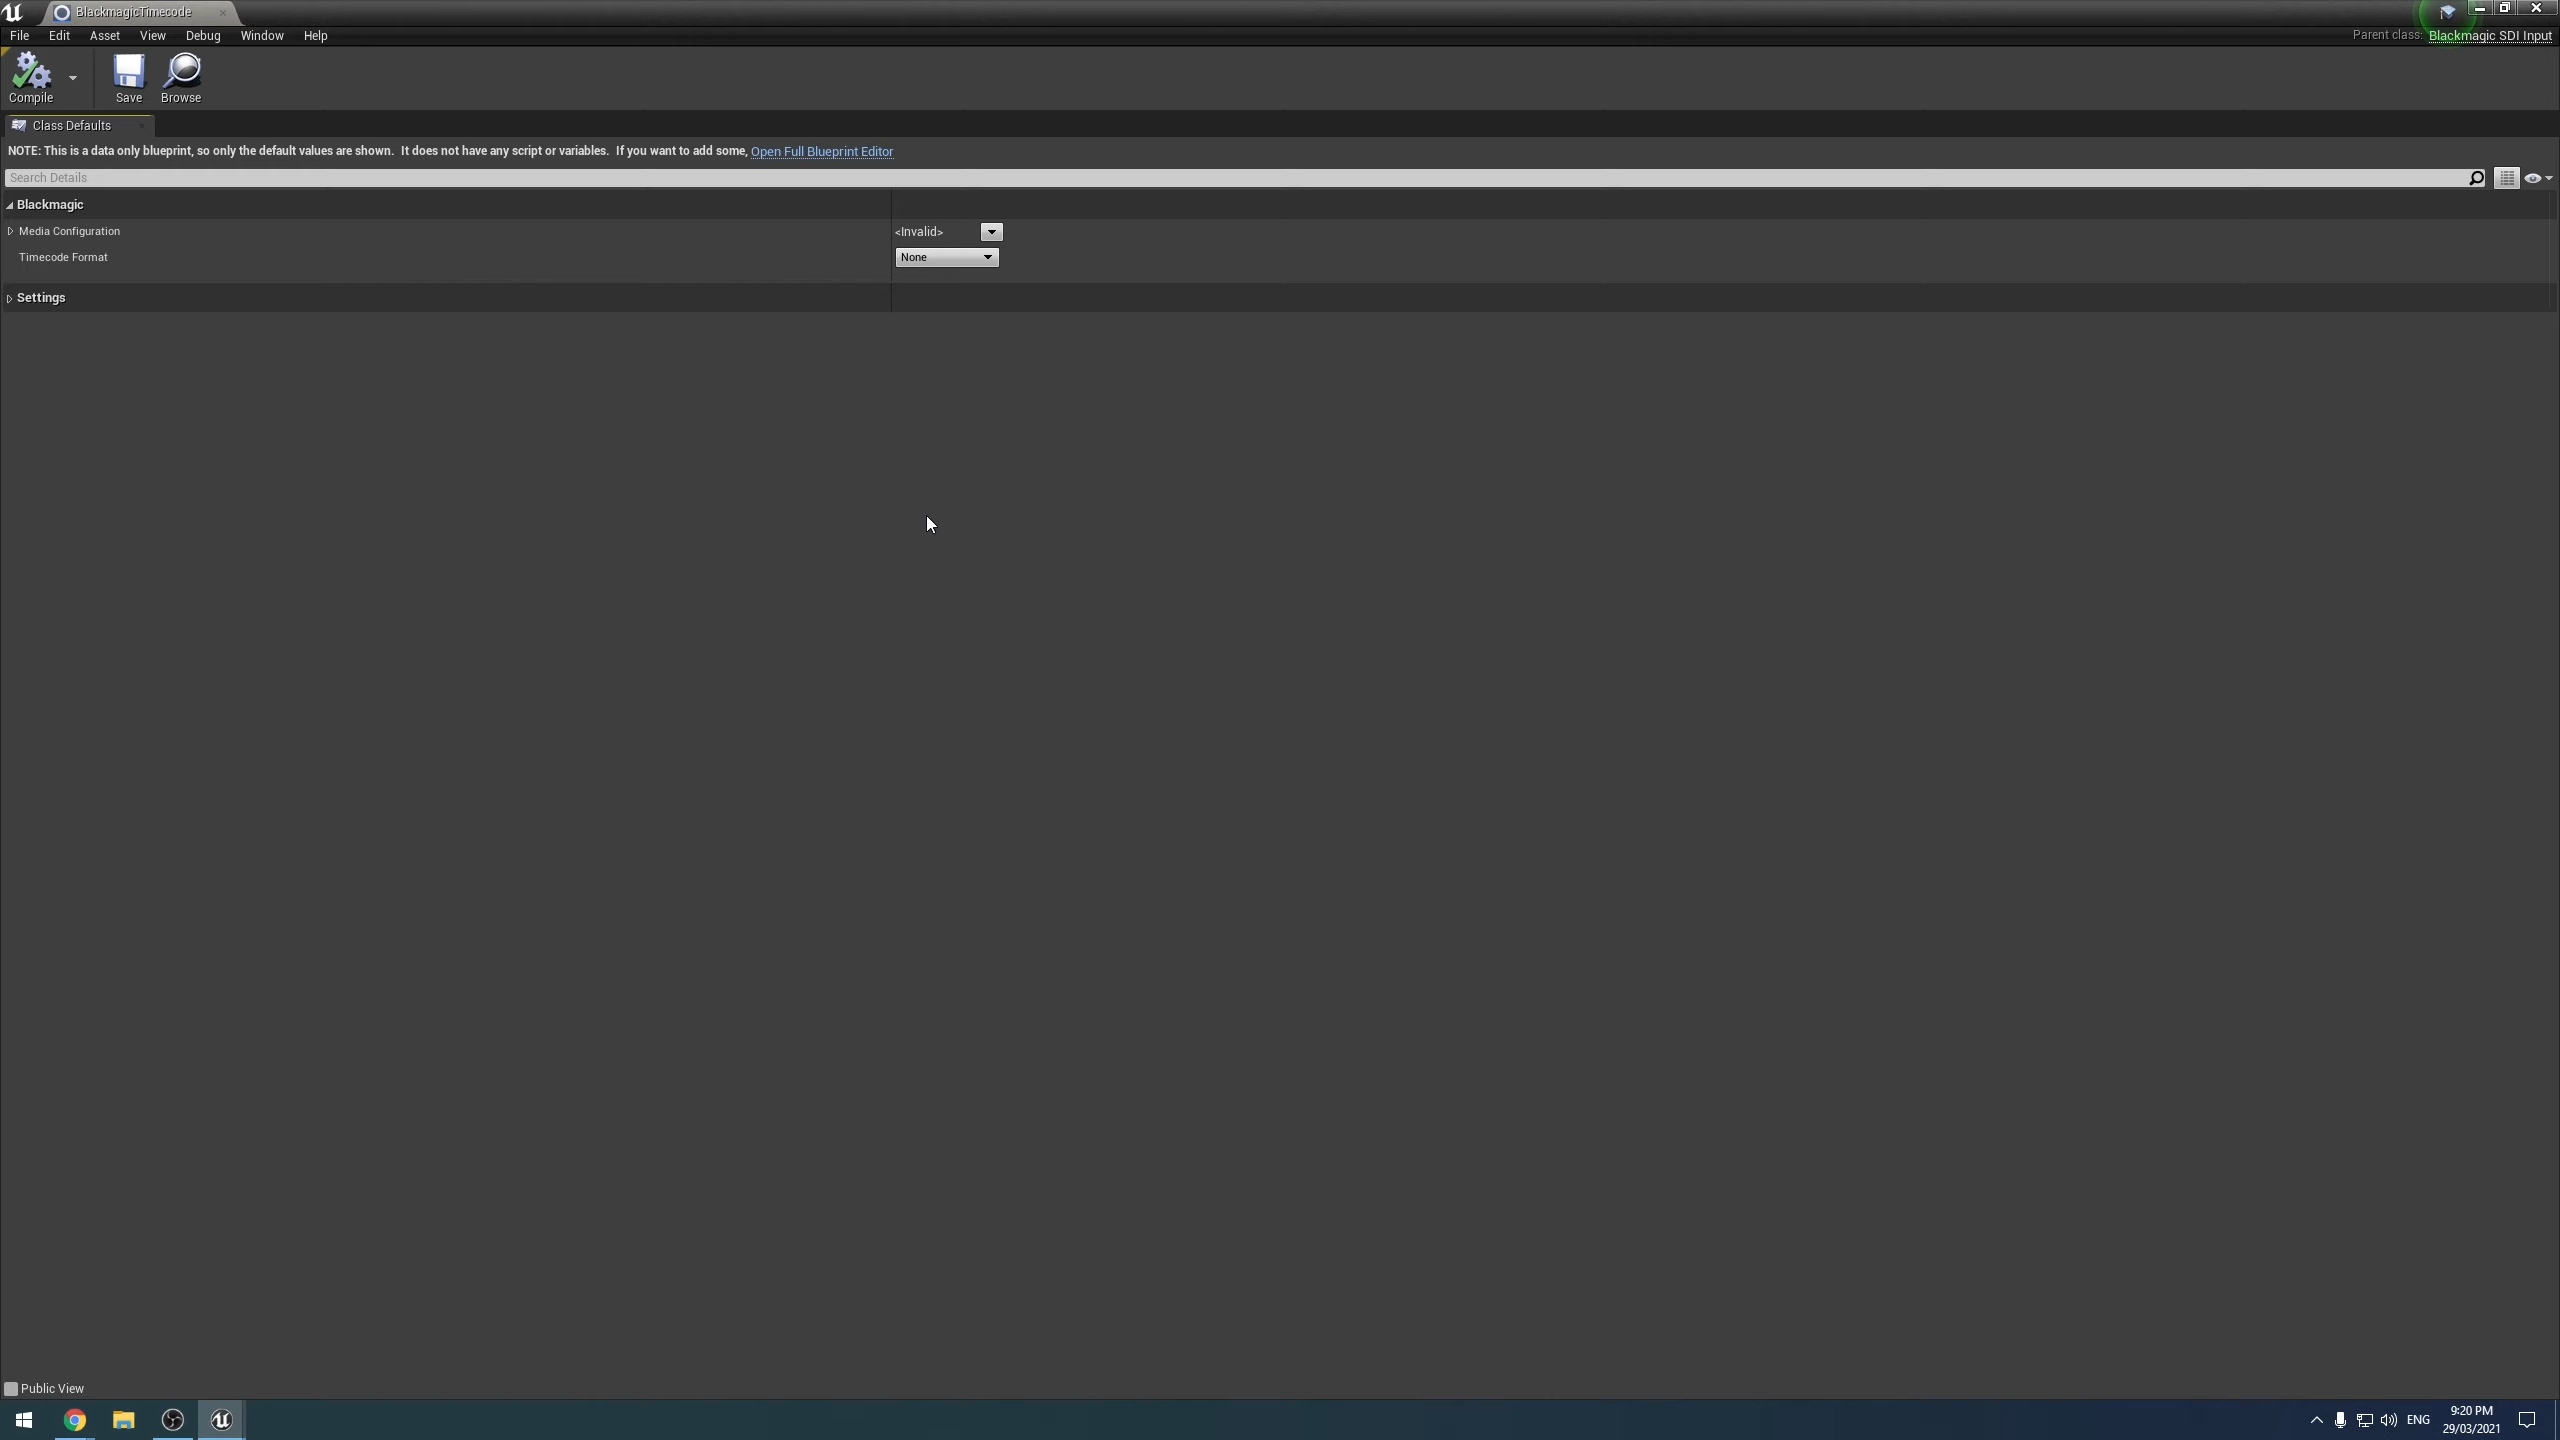 BlackmagicTimecode
File Edit Asset View Debug Window Help
Parent class: Blackmagic SDI Input
Compile Save Browse
Class Defaults
NOTE: This is a data only blueprint, so only the default values are shown. It does not have any script or variables. If you want to add some, Open Full Blueprint Editor
Search Details
Blackmagic
Media Configuration <Invalid>
Timecode Format None
Settings
Public View
ENG
9:20 PM
29/03/2021